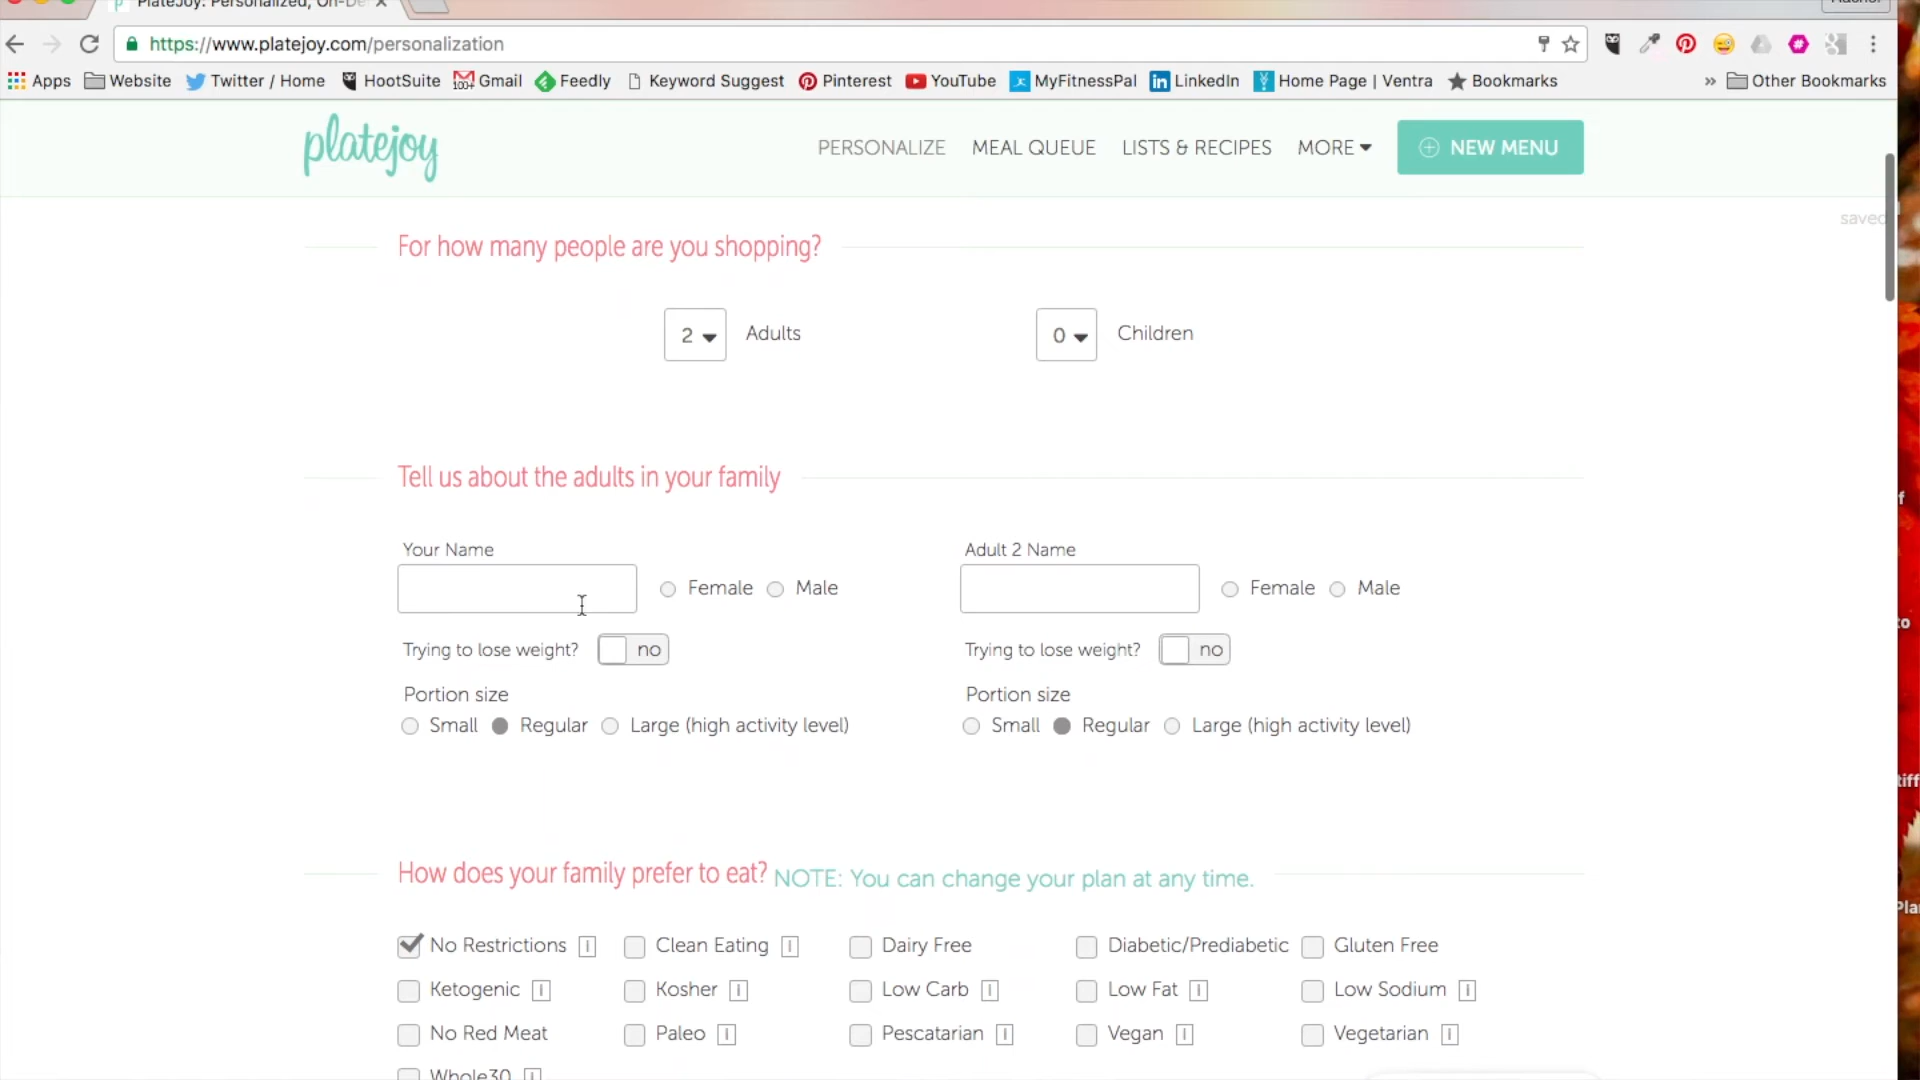 PlateJoy: Personalized, On-De
https://www.platejoy.com/personalization
Apps Website Twitter / Home HootSuite Gmail Feedly Keyword Suggest Pinterest YouTube MyFitnessPal LinkedIn Home Page | Ventra Bookmarks » Other Bookmarks
platejoy PERSONALIZE MEAL QUEUE LISTS & RECIPES MORE NEW MENU
saved
For how many people are you shopping?
2 Adults 0 Children
Tell us about the adults in your family
Your Name Adult 2 Name
Female Male Female Male
Trying to lose weight? no Trying to lose weight? no
Portion size Portion size
Small Regular Large (high activity level) Small Regular Large (high activity level)
How does your family prefer to eat? NOTE: You can change your plan at any time.
No Restrictions i Clean Eating i Dairy Free Diabetic/Prediabetic Gluten Free
Ketogenic i Kosher i Low Carb i Low Fat i Low Sodium i
No Red Meat Paleo i Pescatarian i Vegan i Vegetarian i
Whole30 i